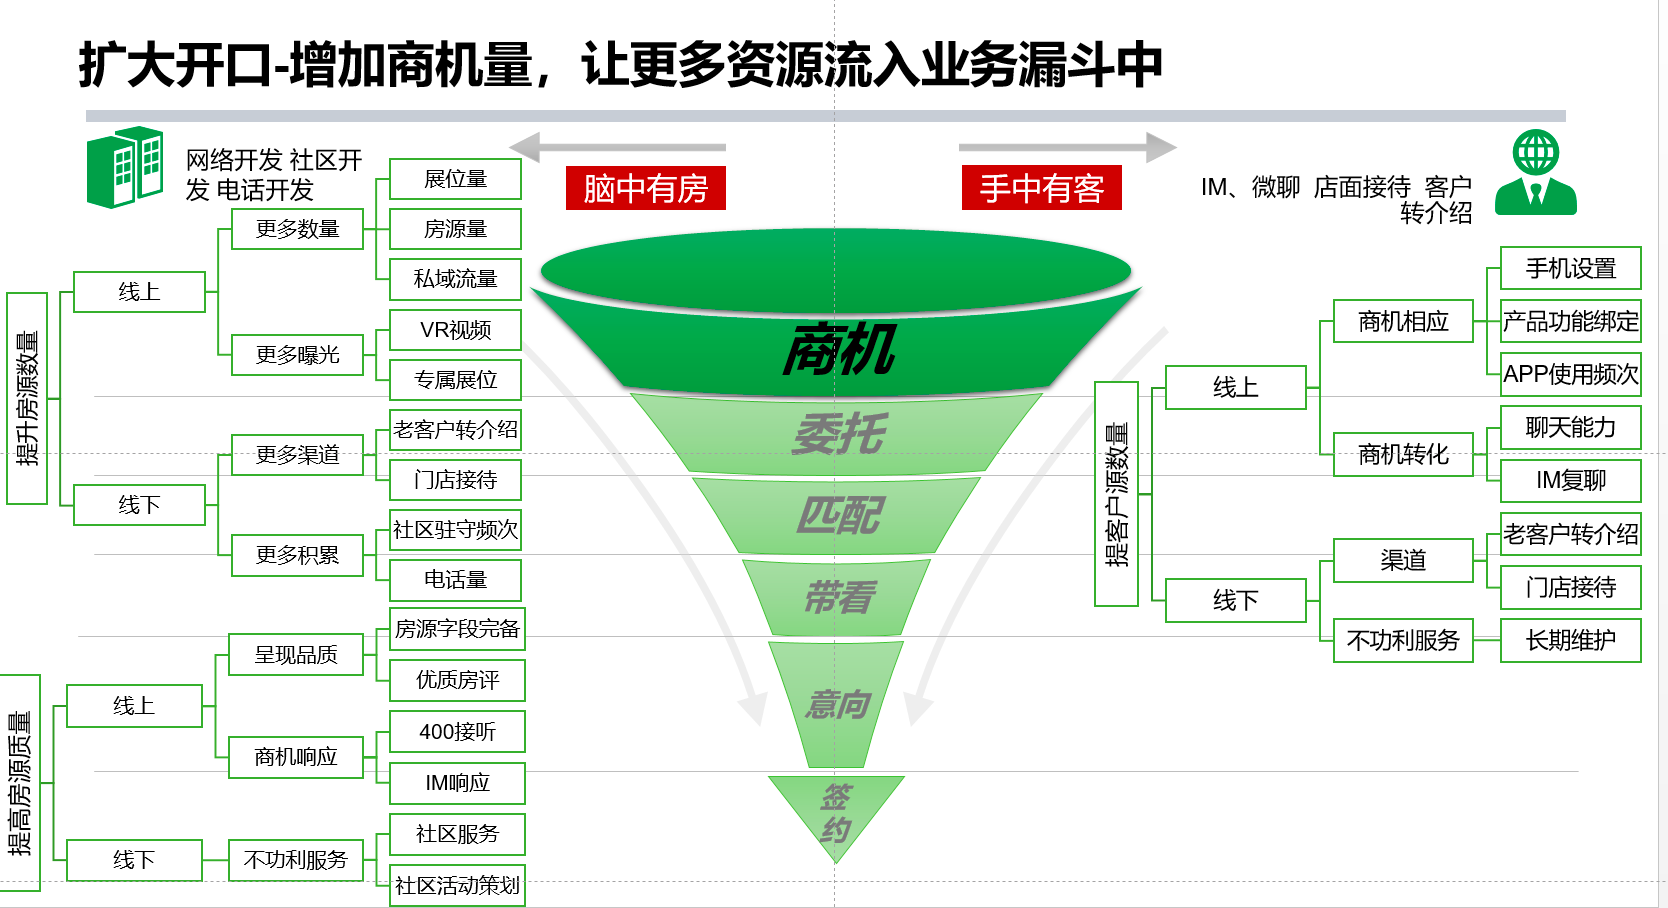 扩大开口-增加商机量，让更多资源流入业务漏斗中
网络开发 社区开
发 电话开发
脑中有房
手中有客
IM、微聊  店面接待  客户
转介绍
提升房源数量
线上
更多数量
展位量
房源量
私域流量
更多曝光
VR视频
专属展位
线下
更多渠道
老客户转介绍
门店接待
更多积累
社区驻守频次
电话量
提高房源质量
线上
呈现品质
房源字段完备
优质房评
商机响应
400接听
IM响应
线下
不功利服务
社区服务
社区活动策划
商机
委托
匹配
带看
意向
签
约
提客户源数量
线上
商机相应
手机设置
产品功能绑定
APP使用频次
商机转化
聊天能力
IM复聊
线下
渠道
老客户转介绍
门店接待
不功利服务
长期维护